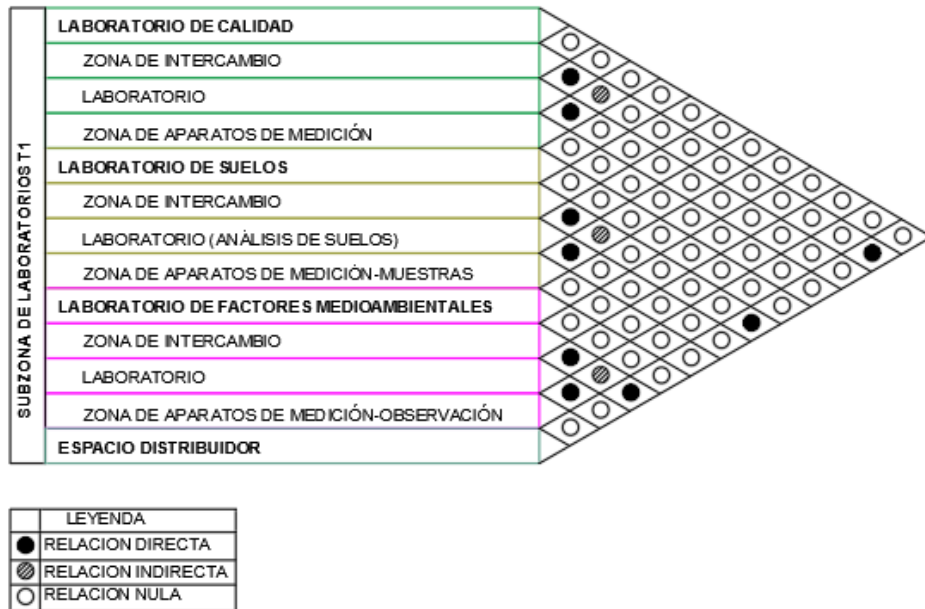 SUBZONA DE LABORATORIOS T1
LABORATORIO DE CALIDAD
ZONA DE INTERCAMBIO
LABORATORIO
ZONA DE APARATOS DE MEDICIÓN
LABORATORIO DE SUELOS
ZONA DE INTERCAMBIO
LABORATORIO (ANÁLISIS DE SUELOS)
ZONA DE APARATOS DE MEDICIÓN-MUESTRAS
LABORATORIO DE FACTORES MEDIOAMBIENTALES
ZONA DE INTERCAMBIO
LABORATORIO
ZONA DE APARATOS DE MEDICIÓN-OBSERVACIÓN
ESPACIO DISTRIBUIDOR
LEYENDA
RELACION DIRECTA
RELACION INDIRECTA
RELACION NULA